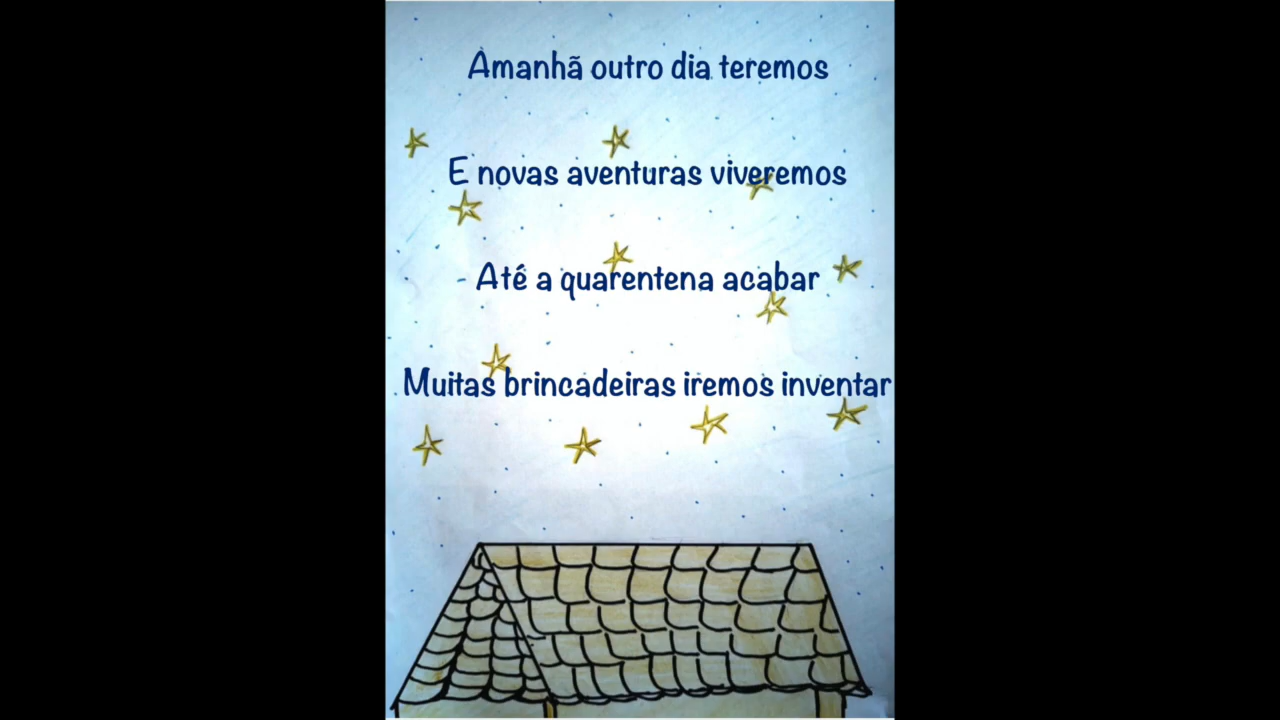 Amanhã outro dia teremos
E novas aventuras viveremos
Até a quarentena acabar
Muitas brincadeiras iremos inventar